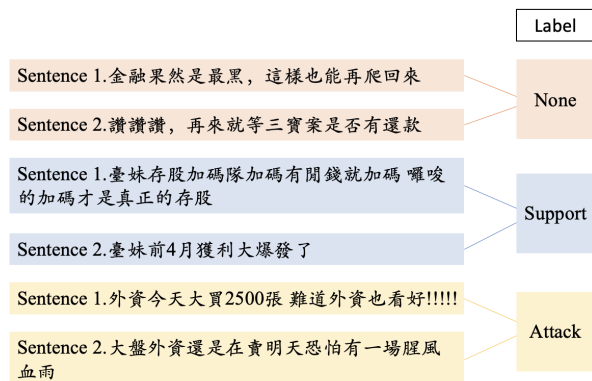 Label
Sentence 1.金融果然是最黑，這樣也能再爬回來
None
Sentence 2.讚讚讚，再來就等三寶案是否有還款
Sentence 1.臺妹存股加碼隊加碼有閒錢就加碼 囉唆
的加碼才是真正的存股
Support
Sentence 2.臺妹前4月獲利大爆發了
Sentence 1.外資今天大買2500張 難道外資也看好!!!!!
Attack
Sentence 2.大盤外資還是在賣明天恐怕有一場腥風
血雨